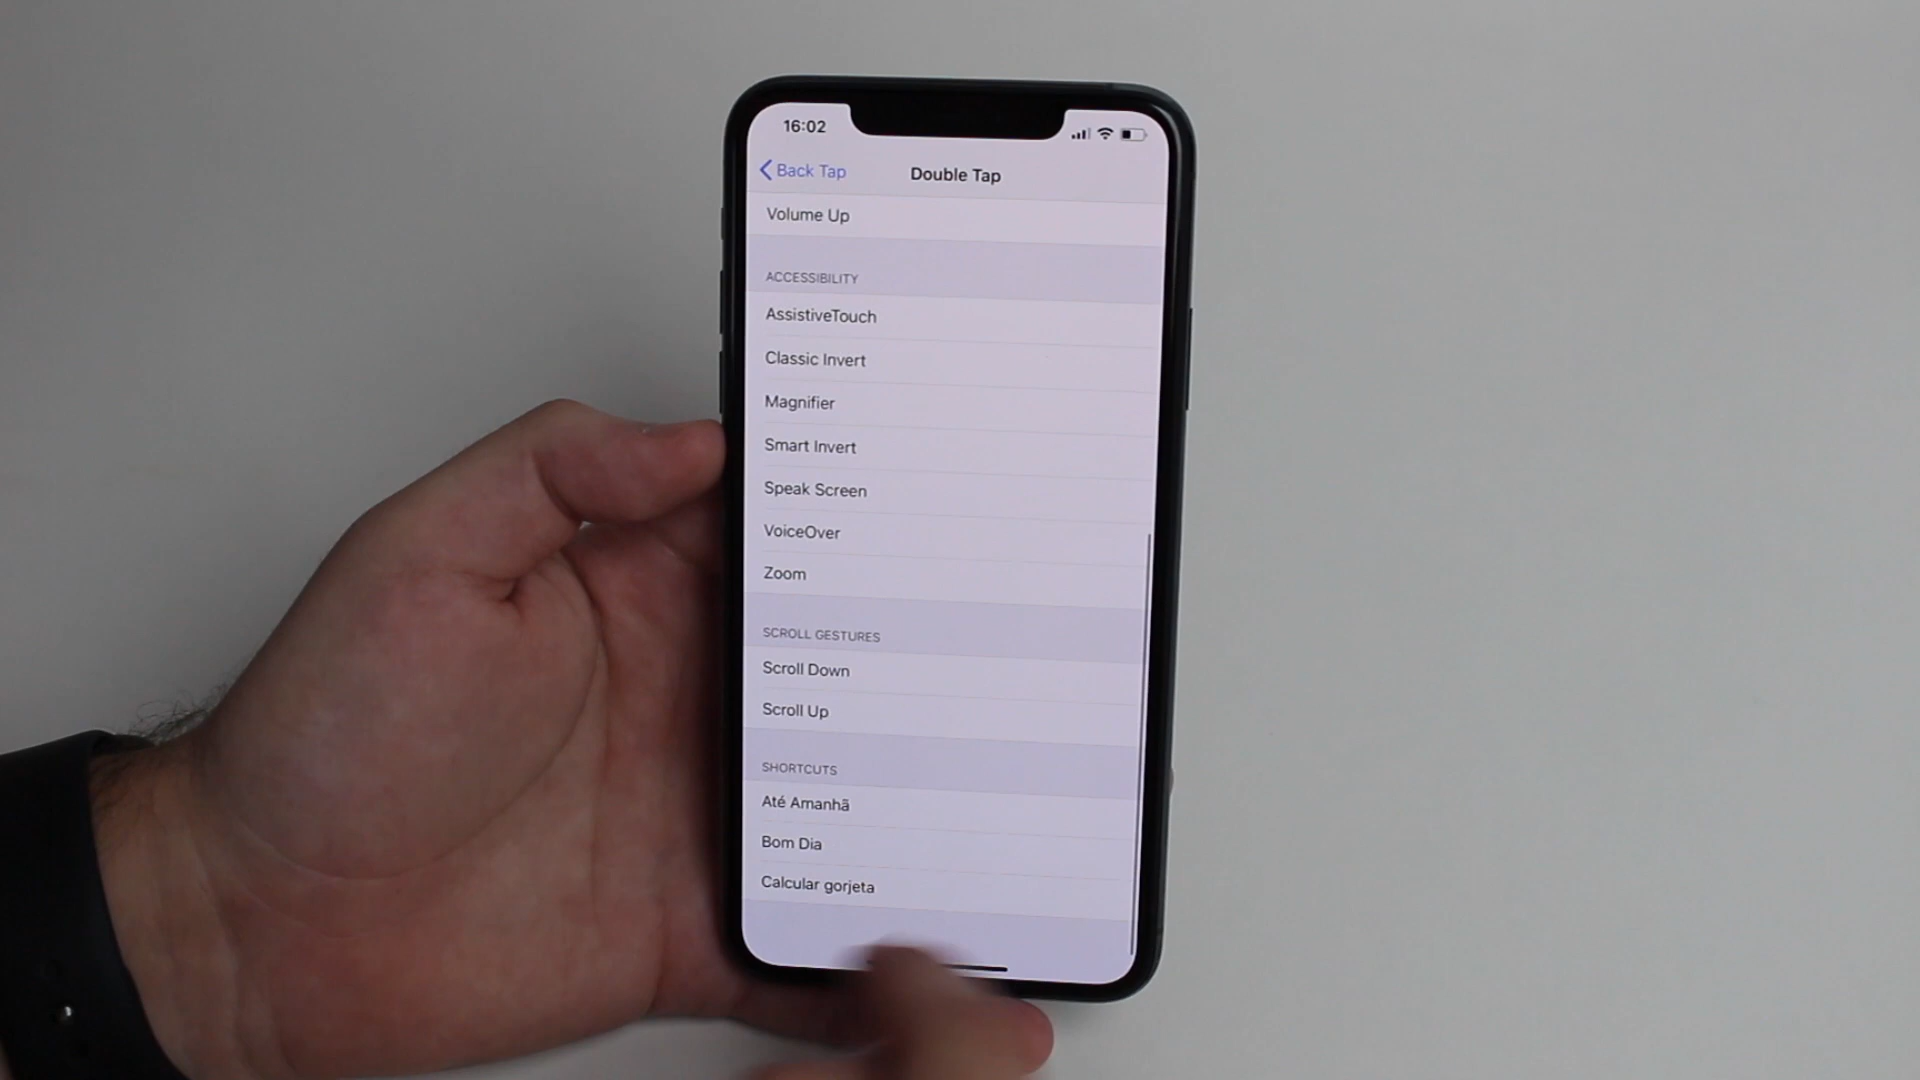 16:02
Back Tap
Double Tap
Volume Up
ACCESSIBILITY
AssistiveTouch
Classic Invert
Magnifier
Smart Invert
Speak Screen
VoiceOver
Zoom
SCROLL GESTURES
Scroll Down
Scroll Up
SHORTCUTS
Até Amanhã
Bom Dia
Calcular gorjeta